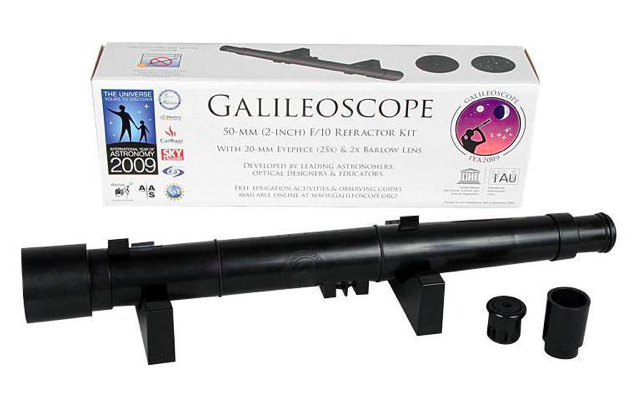 THE UNIVERSE
YOURS TO DISCOVER
INTERNATIONAL YEAR OF
ASTRONOMY
2009
CARTHAGE
SKY
AAS
GALILEOSCOPE
50-MM (2-INCH) F/10 REFRACTOR KIT
WITH 20-MM EYEPIECE (25X) & 2X BARLOW LENS
DEVELOPED BY LEADING ASTRONOMERS,
OPTICAL DESIGNERS & EDUCATORS.
FREE EDUCATION ACTIVITIES & OBSERVING GUIDES
AVAILABLE ONLINE AT WWW.GALILEOSCOPE.ORG!
GALILEOSCOPE
IYA2009
IAU